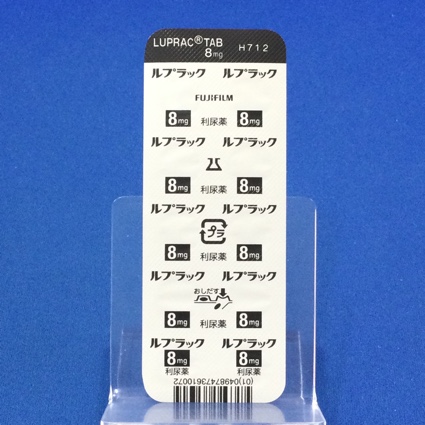 LUPRAC® TAB
8mg H712
ルプラック ルプラック
FUJIFILM
8mg 利尿薬 8mg
ルプラック ルプラック
8mg 8mg
利尿薬
ルプラック ルプラック
プラ
8mg 利尿薬 8mg
ルプラック ルプラック
おしだす
8mg 利尿薬 8mg
ルプラック ルプラック
8mg 8mg
利尿薬 利尿薬
(01)04987473610072